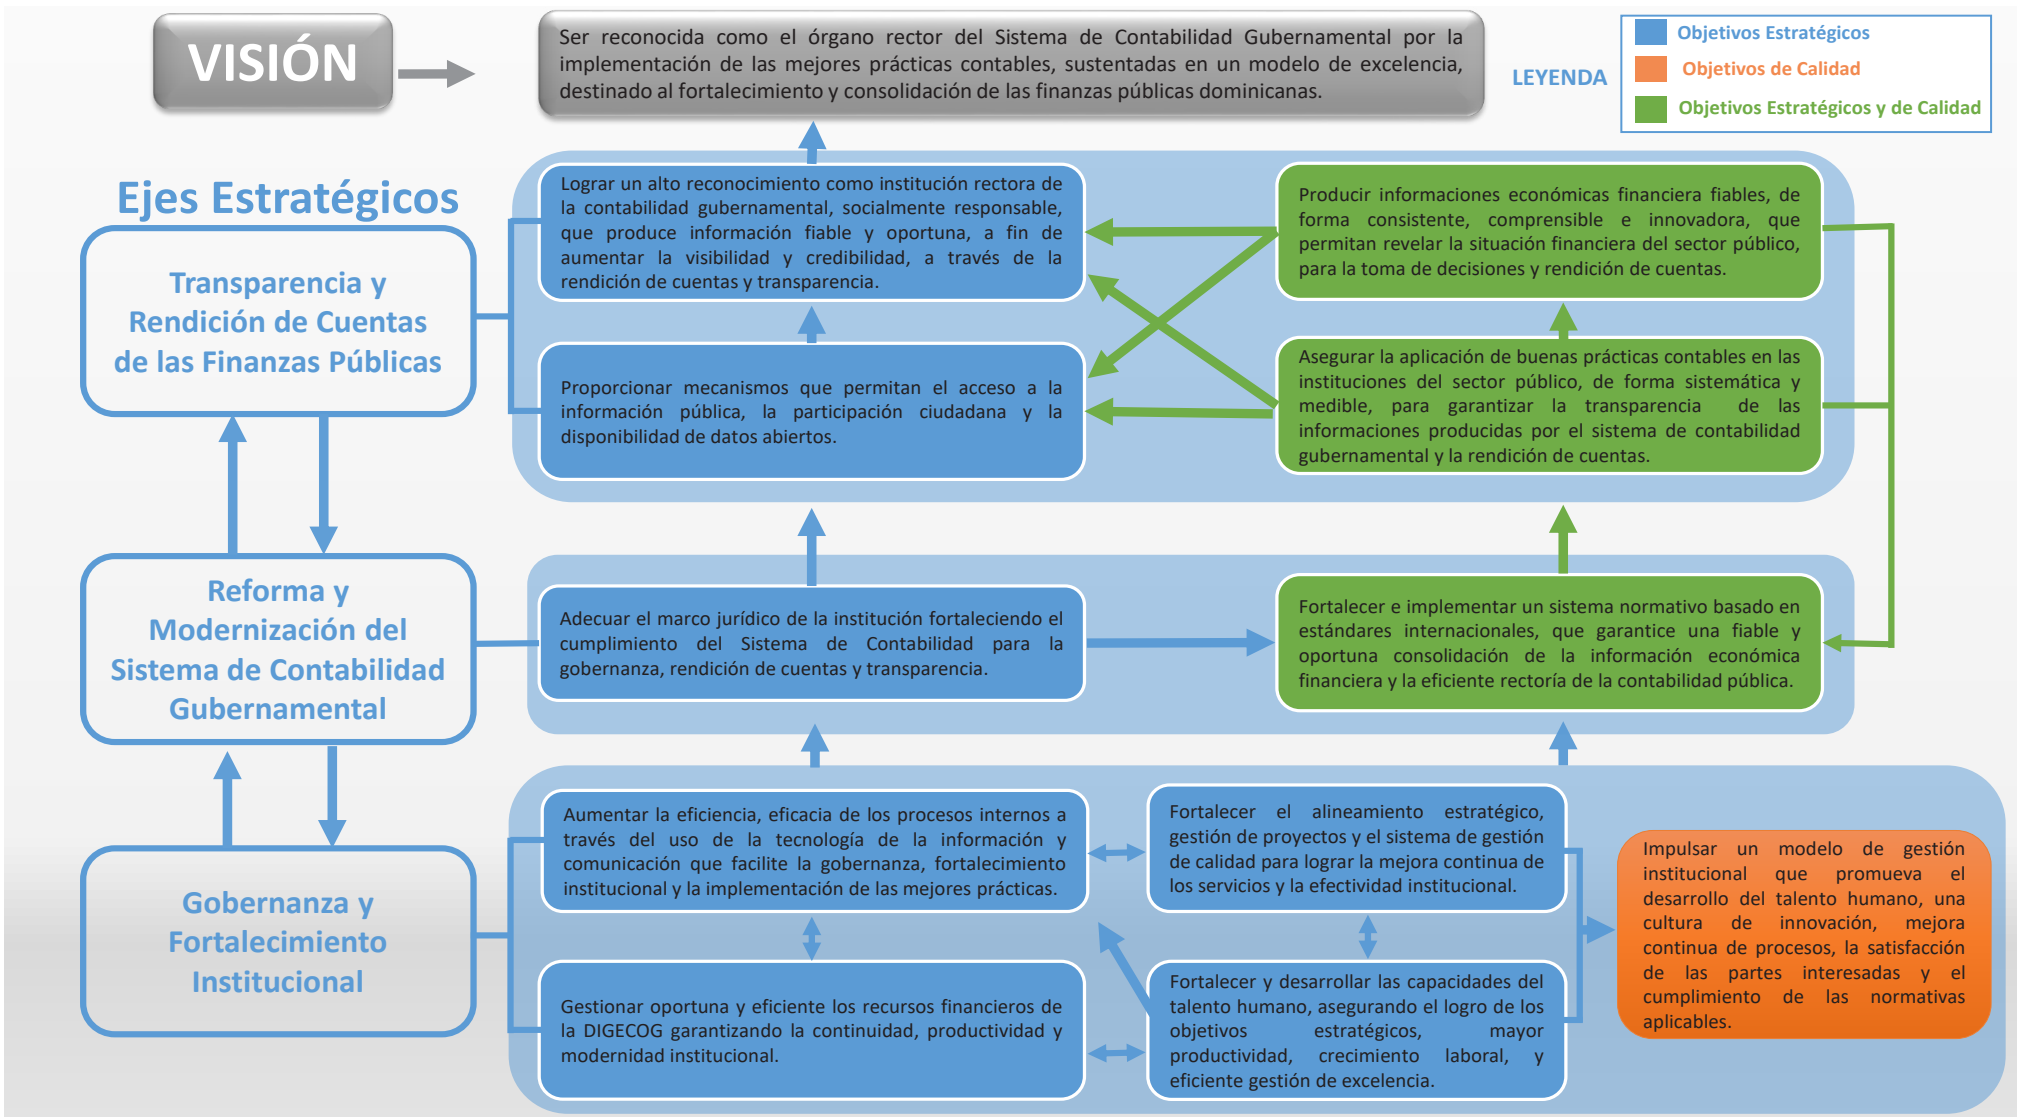 VISIÓN
Ser reconocida como el órgano rector del Sistema de Contabilidad Gubernamental por la
implementación de las mejores prácticas contables, sustentadas en un modelo de excelencia,
destinado al fortalecimiento y consolidación de las finanzas públicas dominicanas.
LEYENDA
Objetivos Estratégicos
Objetivos de Calidad
Objetivos Estratégicos y de Calidad
Ejes Estratégicos
Transparencia y
Rendición de Cuentas
de las Finanzas Públicas
Lograr un alto reconocimiento como institución rectora de
la contabilidad gubernamental, socialmente responsable,
que produce información fiable y oportuna, a fin de
aumentar la visibilidad y credibilidad, a través de la
rendición de cuentas y transparencia.
Producir informaciones económicas financiera fiables, de
forma consistente, comprensible e innovadora, que
permitan revelar la situación financiera del sector público,
para la toma de decisiones y rendición de cuentas.
Proporcionar mecanismos que permitan el acceso a la
información pública, la participación ciudadana y la
disponibilidad de datos abiertos.
Asegurar la aplicación de buenas prácticas contables en las
instituciones del sector público, de forma sistemática y
medible, para garantizar la transparencia de las
informaciones producidas por el sistema de contabilidad
gubernamental y la rendición de cuentas.
Reforma y
Modernización del
Sistema de Contabilidad
Gubernamental
Adecuar el marco jurídico de la institución fortaleciendo el
cumplimiento del Sistema de Contabilidad para la
gobernanza, rendición de cuentas y transparencia.
Fortalecer e implementar un sistema normativo basado en
estándares internacionales, que garantice una fiable y
oportuna consolidación de la información económica
financiera y la eficiente rectoría de la contabilidad pública.
Gobernanza y
Fortalecimiento
Institucional
Aumentar la eficiencia, eficacia de los procesos internos a
través del uso de la tecnología de la información y
comunicación que facilite la gobernanza, fortalecimiento
institucional y la implementación de las mejores prácticas.
Fortalecer el alineamiento estratégico,
gestión de proyectos y el sistema de gestión
de calidad para lograr la mejora continua de
los servicios y la efectividad institucional.
Gestionar oportuna y eficiente los recursos financieros de
la DIGECOG garantizando la continuidad, productividad y
modernidad institucional.
Fortalecer y desarrollar las capacidades del
talento humano, asegurando el logro de los
objetivos estratégicos, mayor
productividad, crecimiento laboral, y
eficiente gestión de excelencia.
Impulsar un modelo de gestión
institucional que promueva el
desarrollo del talento humano, una
cultura de innovación, mejora
continua de procesos, la satisfacción
de las partes interesadas y el
cumplimiento de las normativas
aplicables.